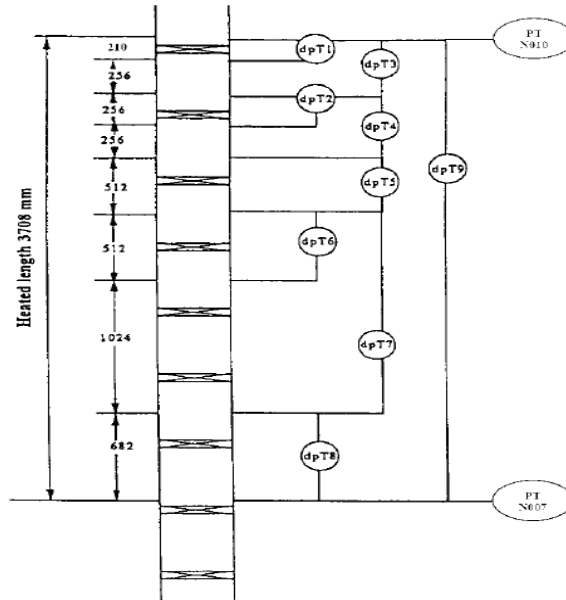 PT
N010
210
dpT1
dpT3
256
256
dpT2
dpT4
256
dpT9
512
dpT5
512
dpT6
Heated length 3708 mm
1024
dpT7
682
dpT8
PT
N007